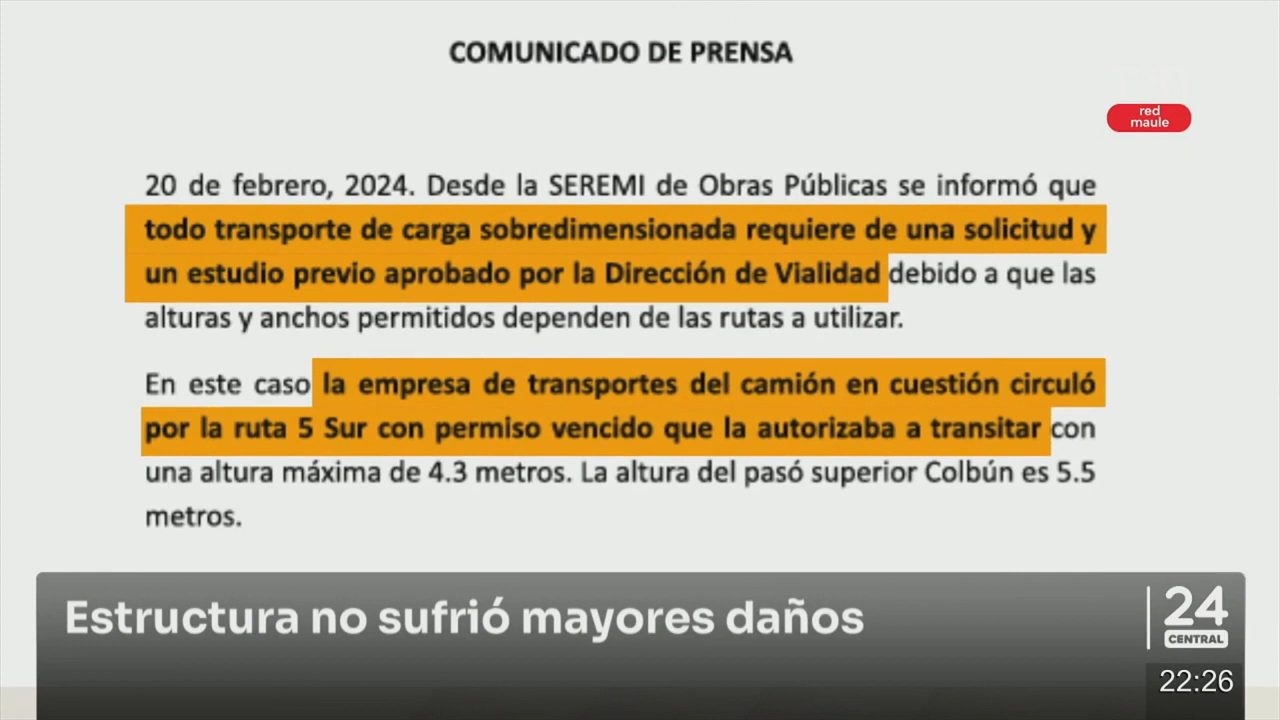 COMUNICADO DE PRENSA
red
maule
20 de febrero, 2024. Desde la SEREMI de Obras Públicas se informó que
todo transporte de carga sobredimensionada requiere de una solicitud y
un estudio previo aprobado por la Dirección de Vialidad debido a que las
alturas y anchos permitidos dependen de las rutas a utilizar.
En este caso la empresa de transportes del camión en cuestión circuló
por la ruta 5 Sur con permiso vencido que la autorizaba a transitar con
una altura máxima de 4.3 metros. La altura del pasó superior Colbún es 5.5
metros.
Estructura no sufrió mayores daños
24
CENTRAL
22:26